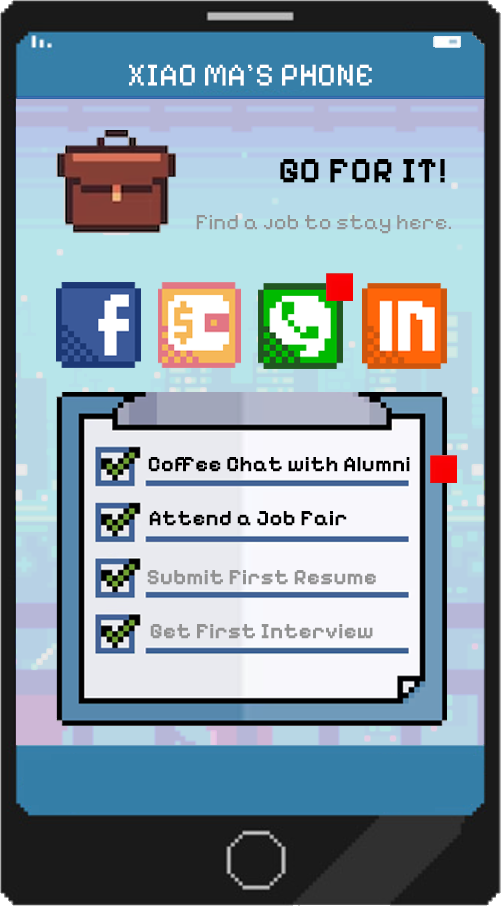 XIAO MA'S PHONE
GO FOR IT!
Find a Job to stay here.
f
$
in
Coffee Chat with Alumni
Attend a Job Fair
Submit First Resume
Get First Interview